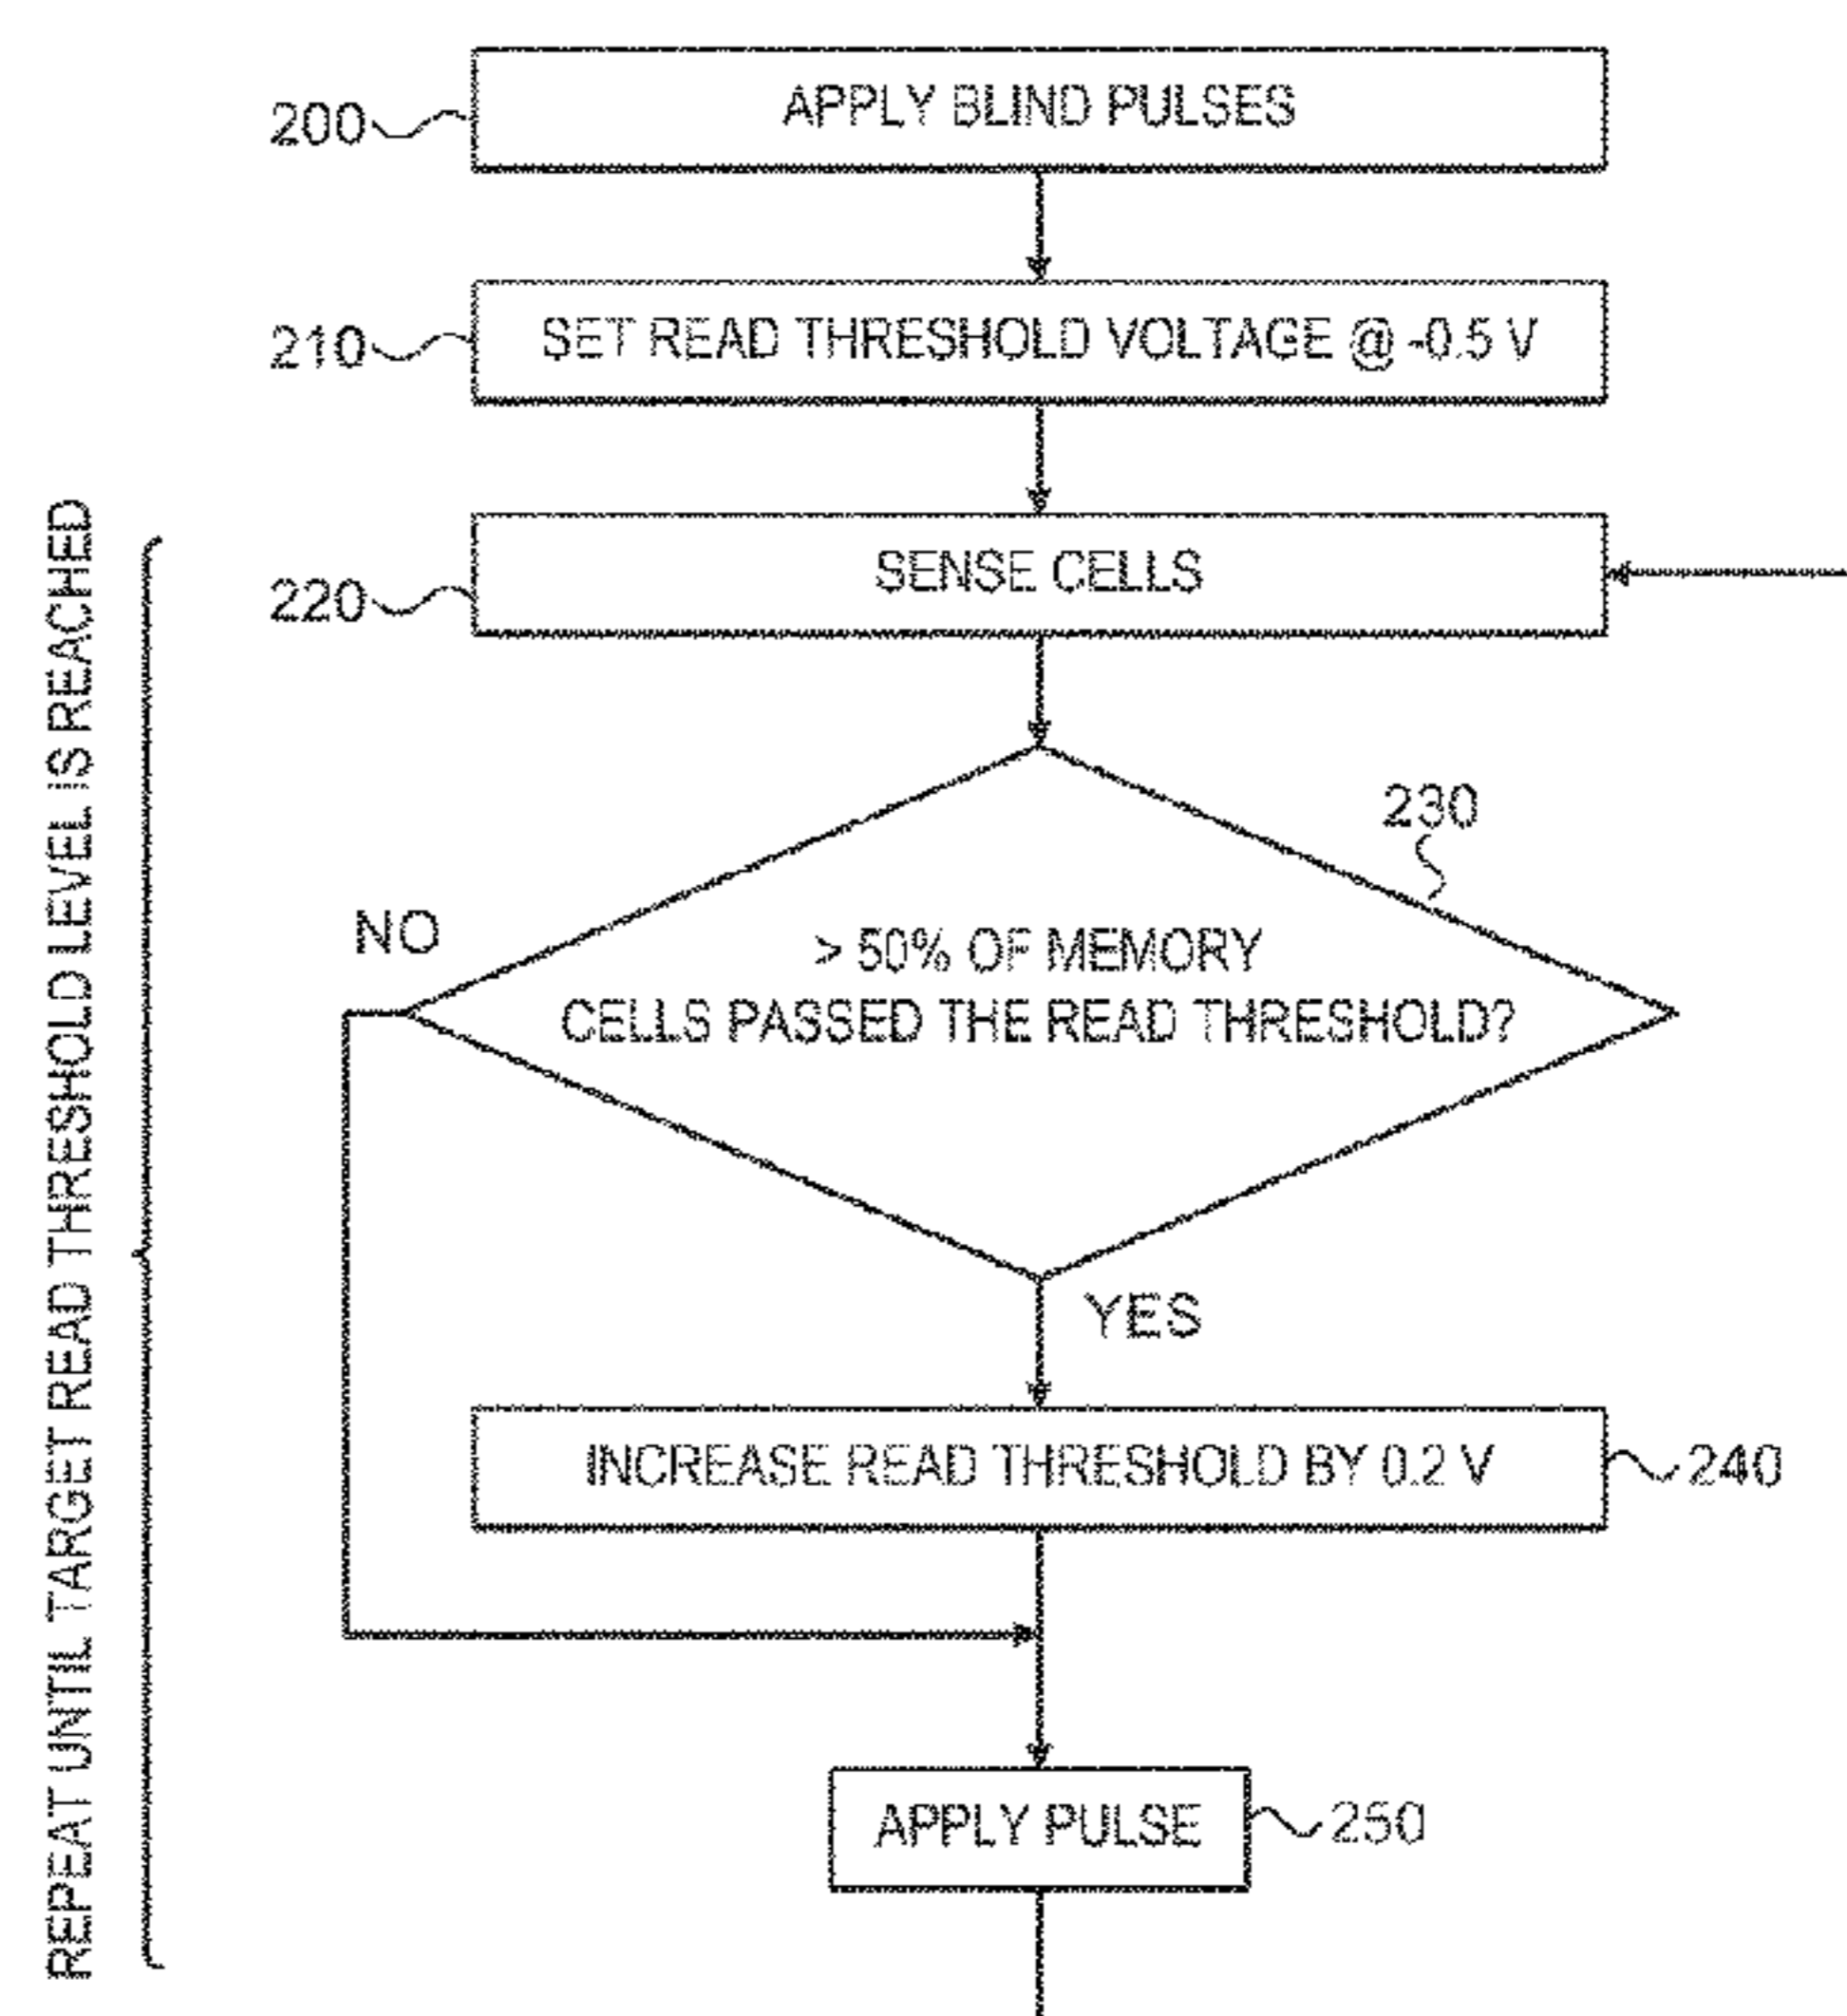 200
APPLY BLIND PULSES
210
SET READ THRESHOLD VOLTAGE @ -0.5 V
220
SENSE CELLS
REPEAT UNTIL TARGET READ THRESHOLD LEVEL IS REACHED
230
NO
> 50% OF MEMORY
CELLS PASSED THE READ THRESHOLD?
YES
INCREASE READ THRESHOLD BY 0.2 V
240
APPLY PULSE
250